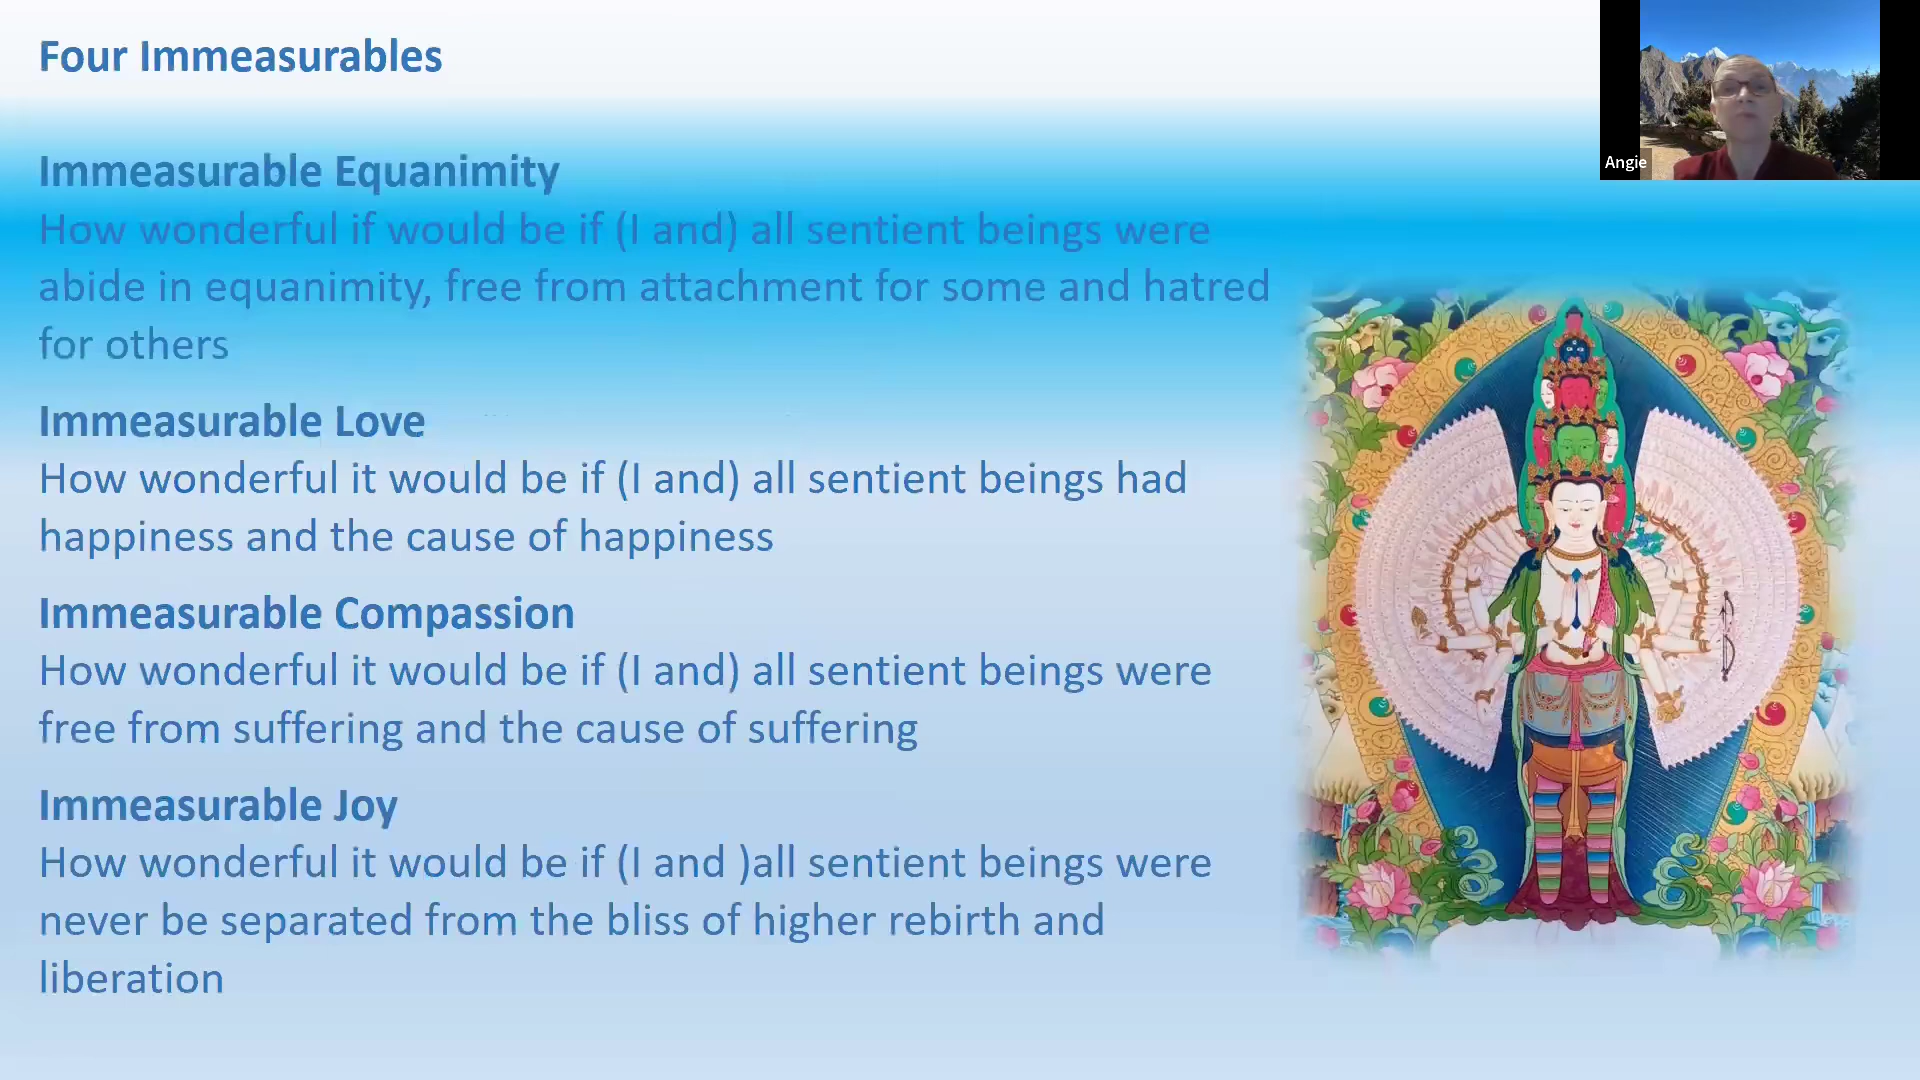 Four Immeasurables
Angie
Immeasurable Equanimity
How wonderful if would be if (I and) all sentient beings were
abide in equanimity, free from attachment for some and hatred
for others
Immeasurable Love
How wonderful it would be if (I and) all sentient beings had
happiness and the cause of happiness
Immeasurable Compassion
How wonderful it would be if (I and) all sentient beings were
free from suffering and the cause of suffering
Immeasurable Joy
How wonderful it would be if (I and )all sentient beings were
never be separated from the bliss of higher rebirth and
liberation